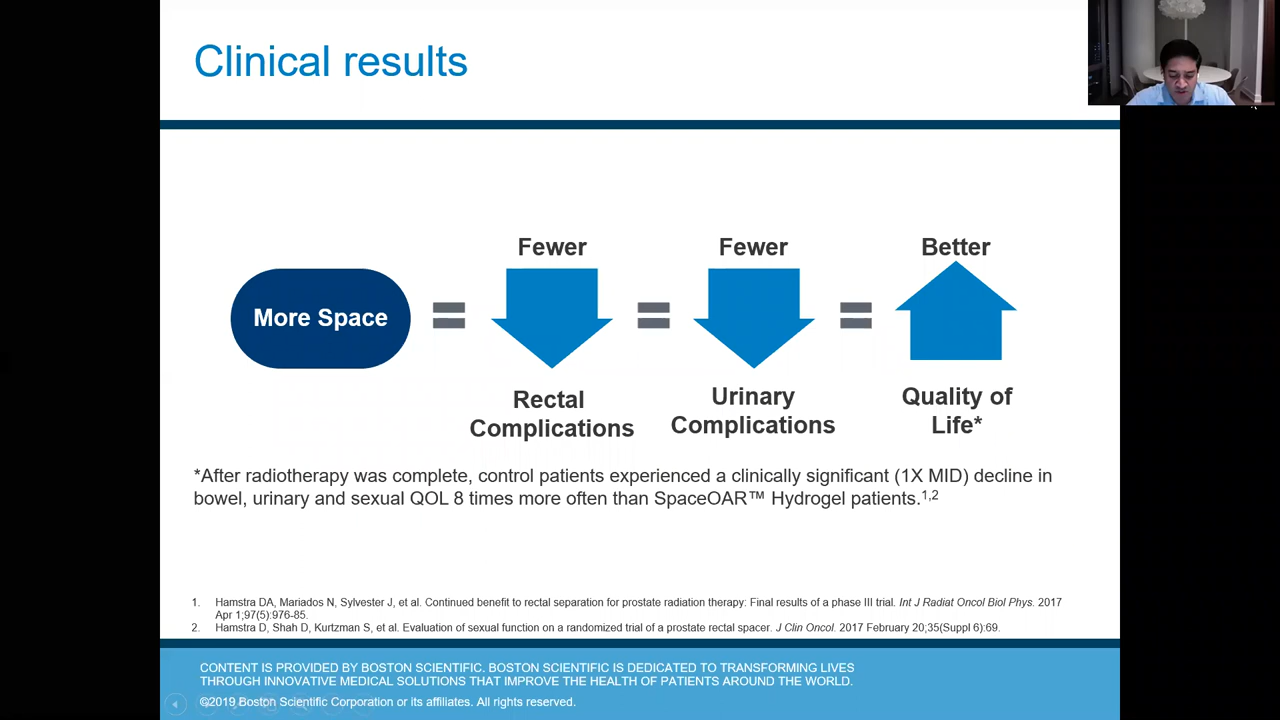 Clinical results
Fewer
Fewer
Better
More Space
Rectal
Complications
Urinary
Complications
Quality of
Life*
*After radiotherapy was complete, control patients experienced a clinically significant (1X MID) decline in
bowel, urinary and sexual QOL 8 times more often than SpaceOAR™ Hydrogel patients.1,2
1. Hamstra DA, Mariados N, Sylvester J, et al. Continued benefit to rectal separation for prostate radiation therapy: Final results of a phase III trial. Int J Radiat Oncol Biol Phys. 2017
Apr 1;97(5):976-85.
2. Hamstra D, Shah D, Kurtzman S, et al. Evaluation of sexual function on a randomized trial of a prostate rectal spacer. J Clin Oncol. 2017 February 20;35(Suppl 6):69.
CONTENT IS PROVIDED BY BOSTON SCIENTIFIC. BOSTON SCIENTIFIC IS DEDICATED TO TRANSFORMING LIVES
THROUGH INNOVATIVE MEDICAL SOLUTIONS THAT IMPROVE THE HEALTH OF PATIENTS AROUND THE WORLD.
©2019 Boston Scientific Corporation or its affiliates. All rights reserved.